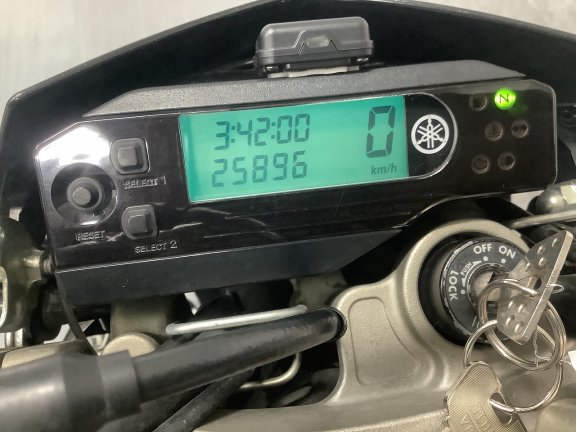 N
3:42:00
0
25896
km/h
SELECT 1
RESET
SELECT 2
OFF ON
LOCK